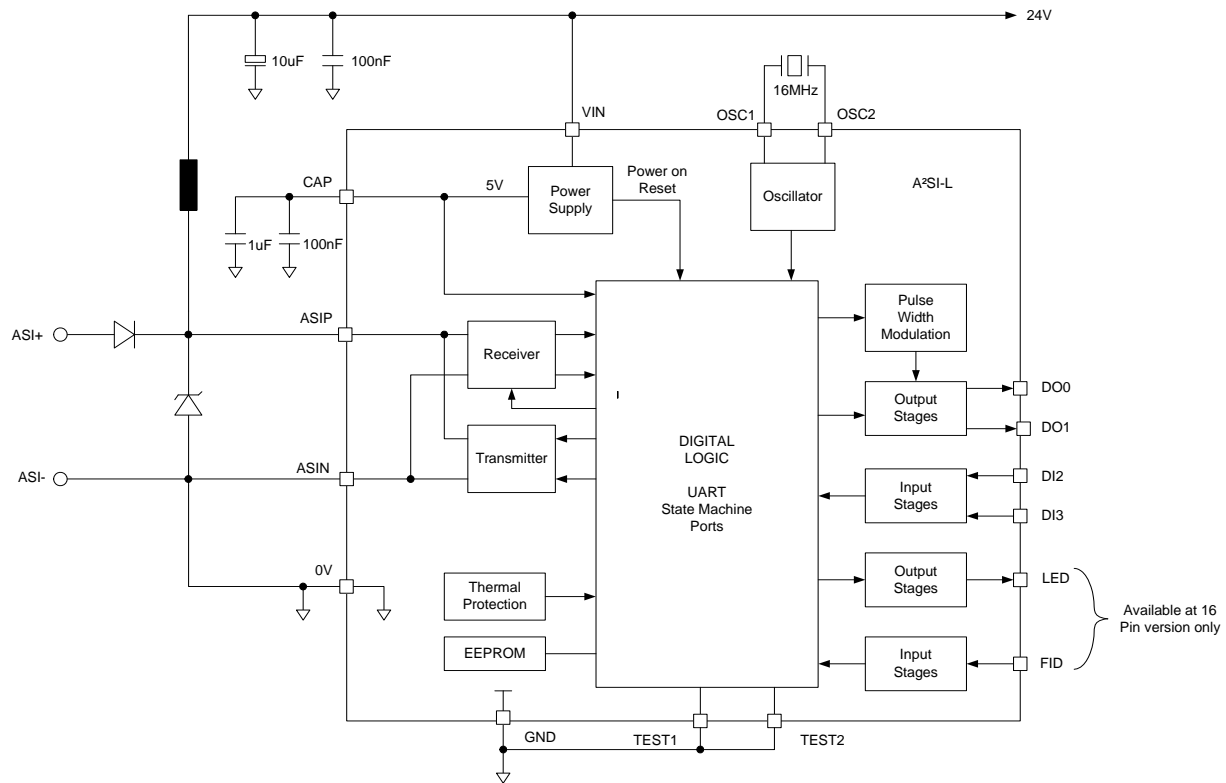 24V
10uF
100nF
16MHz
VIN
OSC1
OSC2
CAP
5V
Power
Supply
Power on
Reset
Oscillator
A²SI-L
1uF
100nF
ASI+
ASIP
Receiver
Pulse
Width
Modulation
Output
Stages
DO0
DO1
ASI-
ASIN
Transmitter
DIGITAL
LOGIC
UART
State Machine
Ports
Input
Stages
DI2
DI3
0V
Thermal
Protection
Output
Stages
LED
Available at 16
Pin version only
EEPROM
Input
Stages
FID
GND
TEST1
TEST2